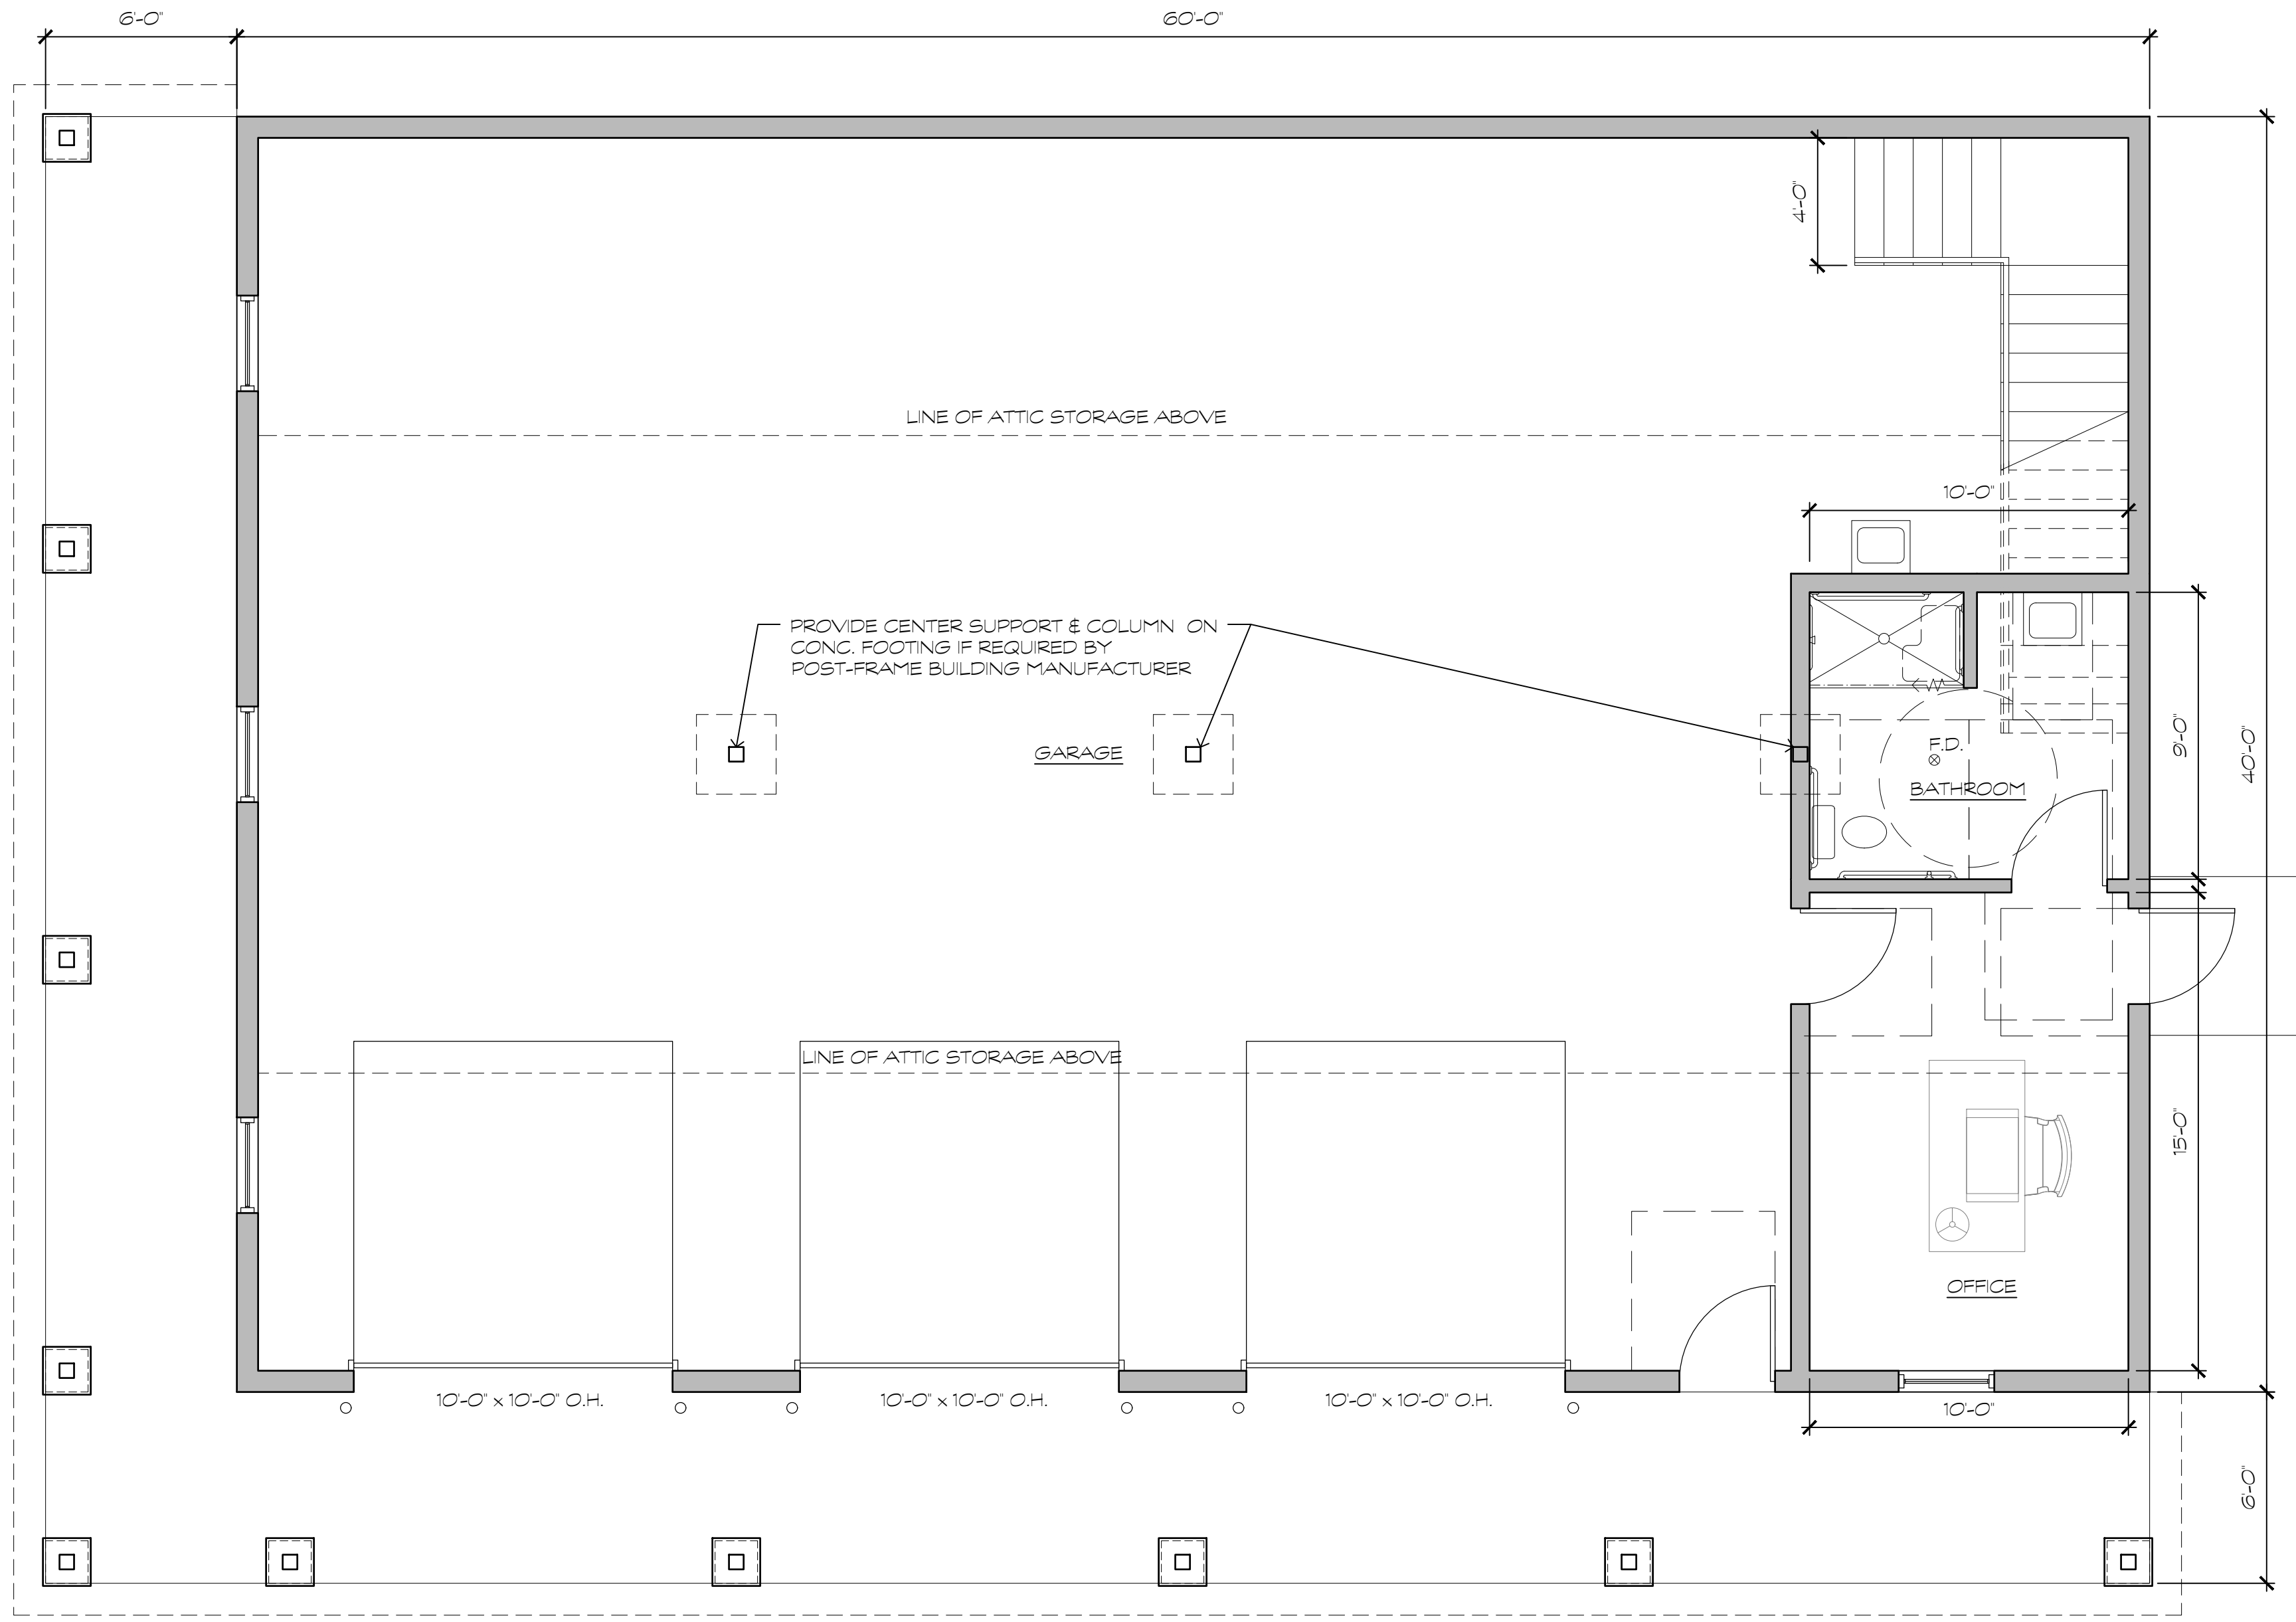 6'-0"
60'-0"
4'-0"
LINE OF ATTIC STORAGE ABOVE
10'-0"
PROVIDE CENTER SUPPORT & COLUMN ON
CONC. FOOTING IF REQUIRED BY
POST-FRAME BUILDING MANUFACTURER
GARAGE
F.D.
BATHROOM
9'-0"
40'-0"
LINE OF ATTIC STORAGE ABOVE
15'-0"
OFFICE
10'-0" x 10'-0" O.H.
10'-0" x 10'-0" O.H.
10'-0" x 10'-0" O.H.
10'-0"
6'-0"